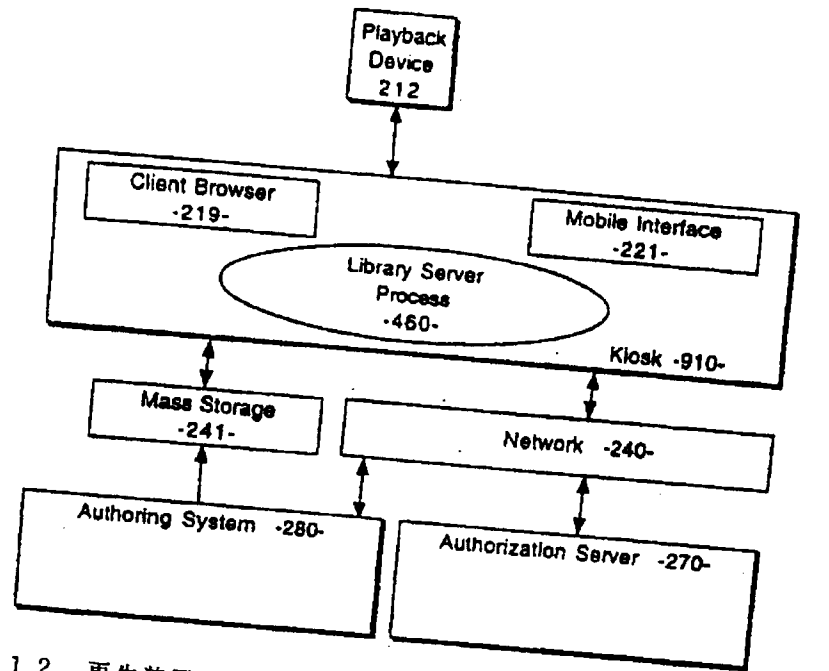 Playback
Device
212
Client Browser
-219-
Mobile Interface
-221-
Library Server
Process
-460-
Kiosk -910-
Mass Storage
-241-
Network -240-
Authoring System -280-
Authorization Server -270-